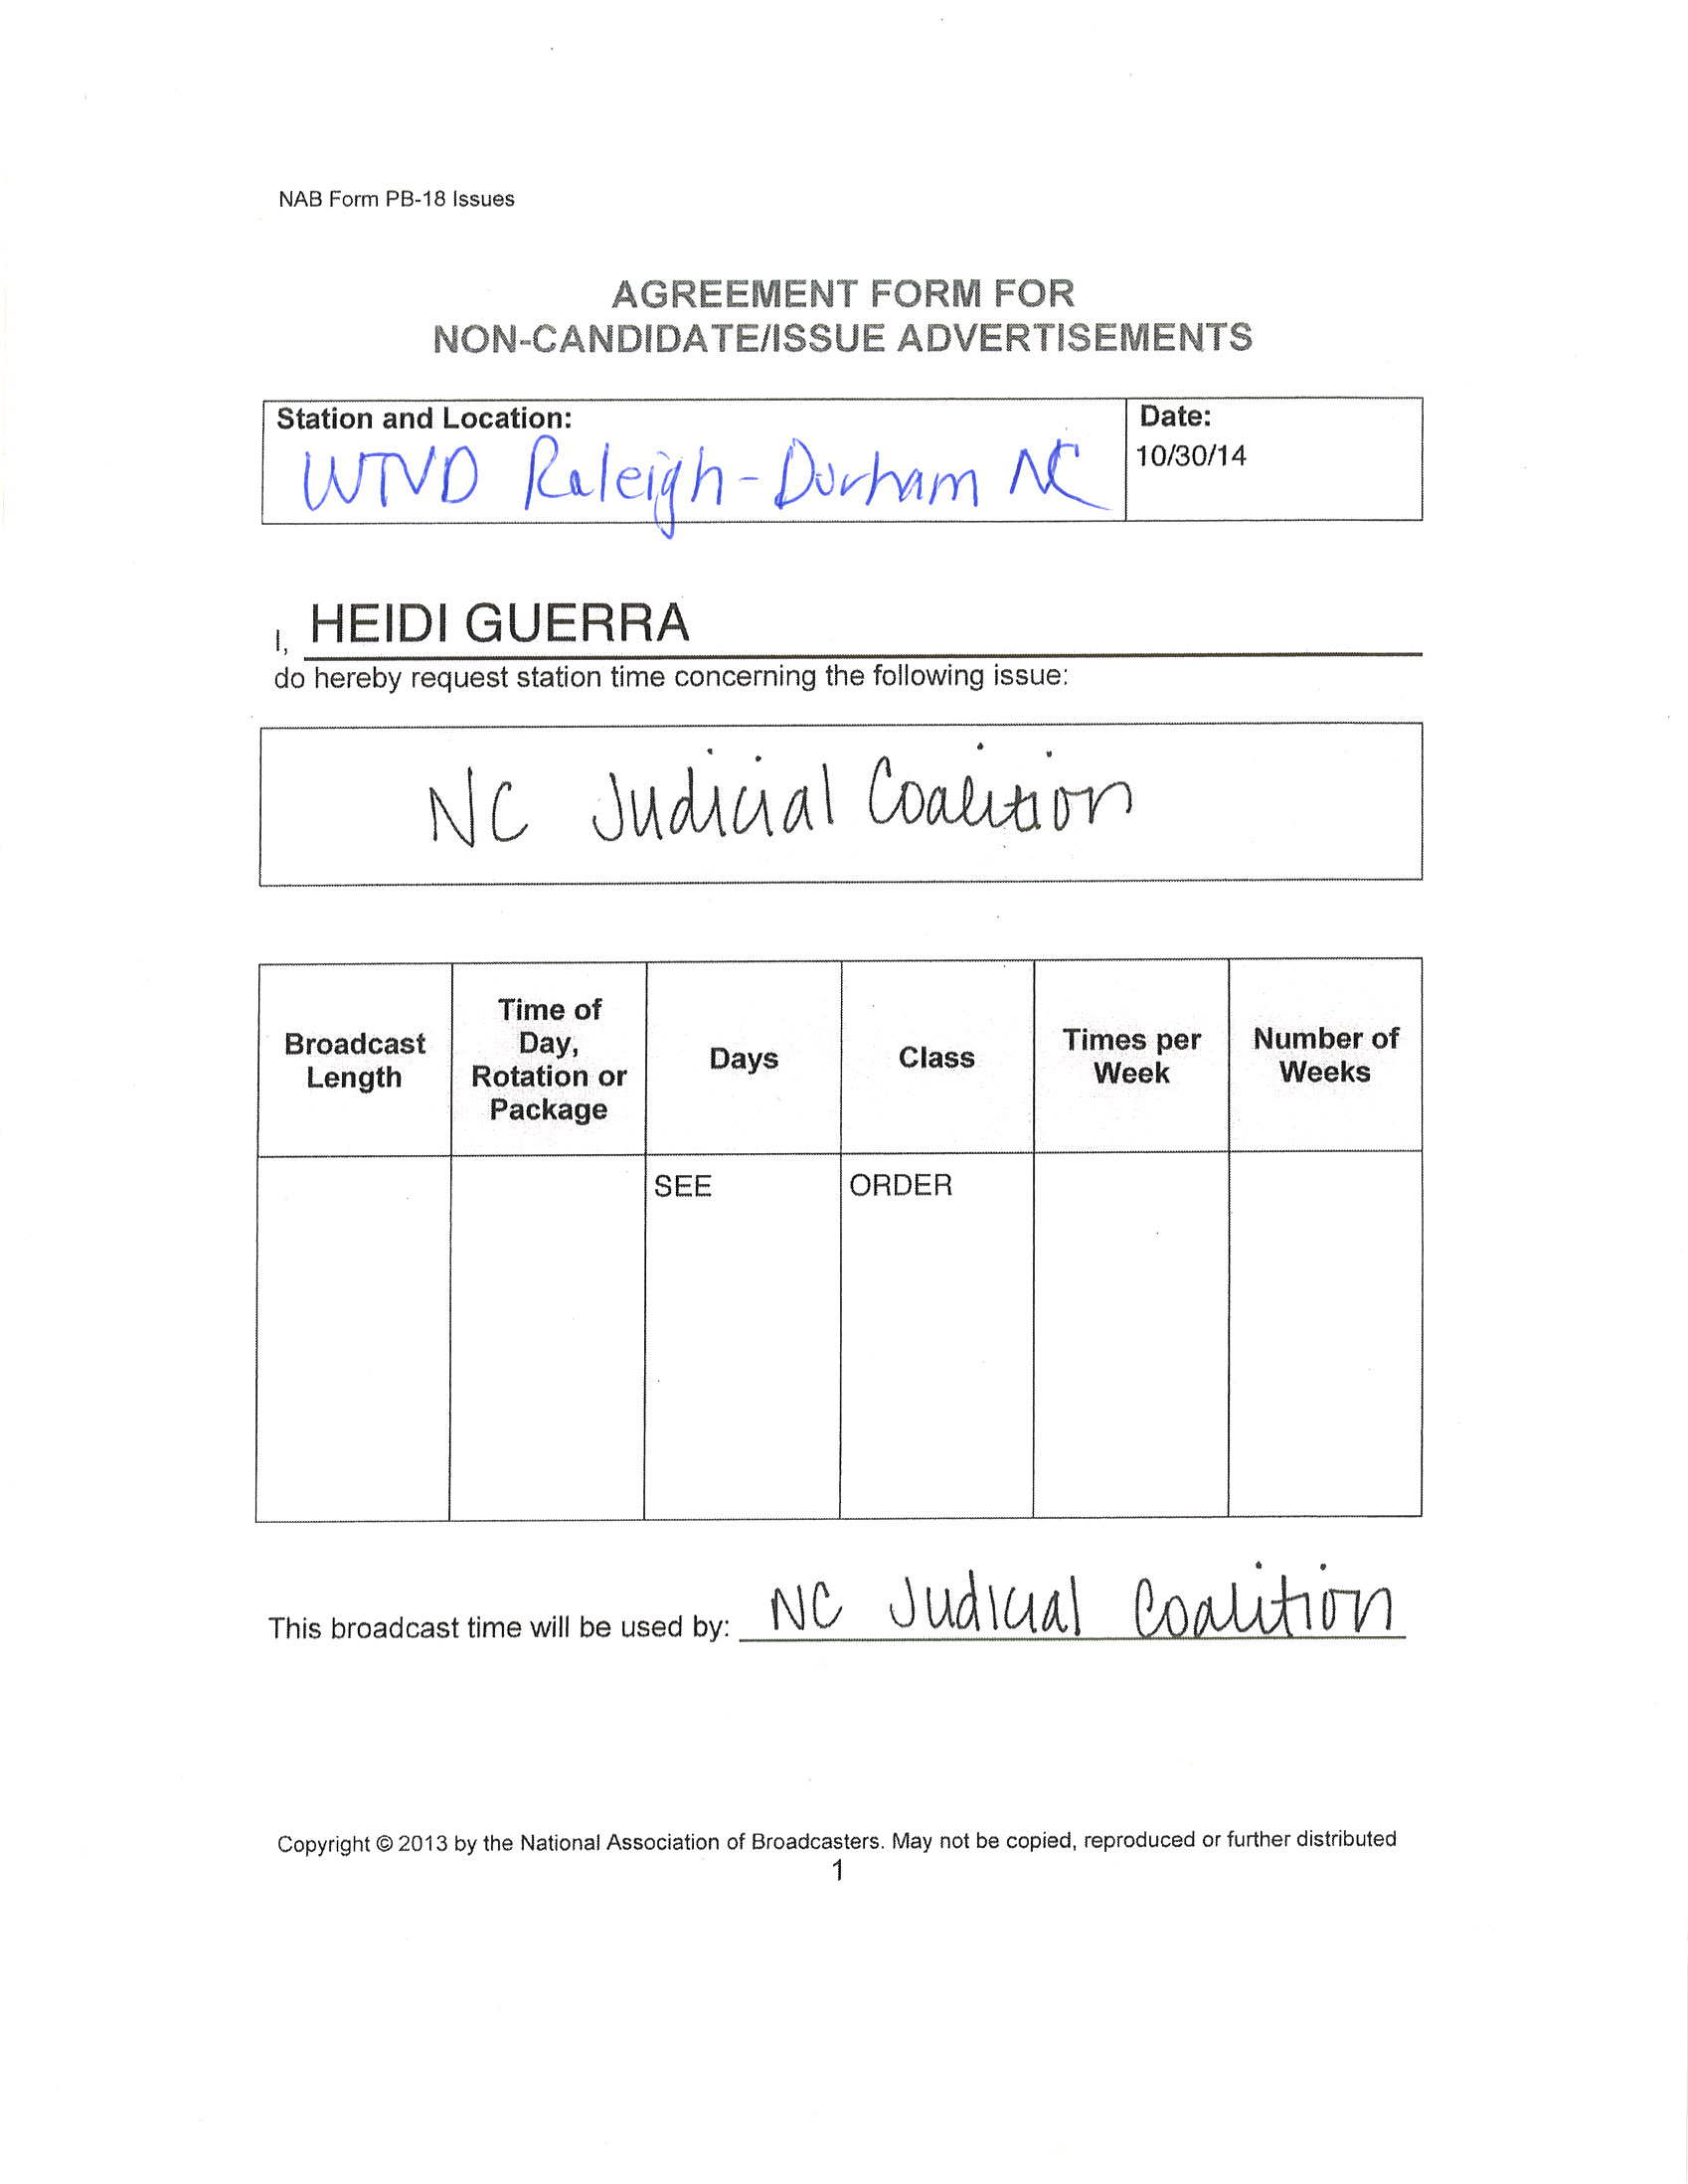 NAB Form PB-18 Issues
AGREEMENT FORM FOR
NON-CANDIDATE/ISSUE ADVERTISEMENTS
Station and Location:
WTVD Raleigh-Durham NC
Date:
10/30/14
I, HEIDI GUERRA
do hereby request station time concerning the following issue:
NC Judicial Coalition
Broadcast
Length
Time of
Day,
Rotation or
Package
Days
Class
Times per
Week
Number of
Weeks
SEE
ORDER
This broadcast time will be used by: NC Judicial Coalition
Copyright © 2013 by the National Association of Broadcasters. May not be copied, reproduced or further distributed
1